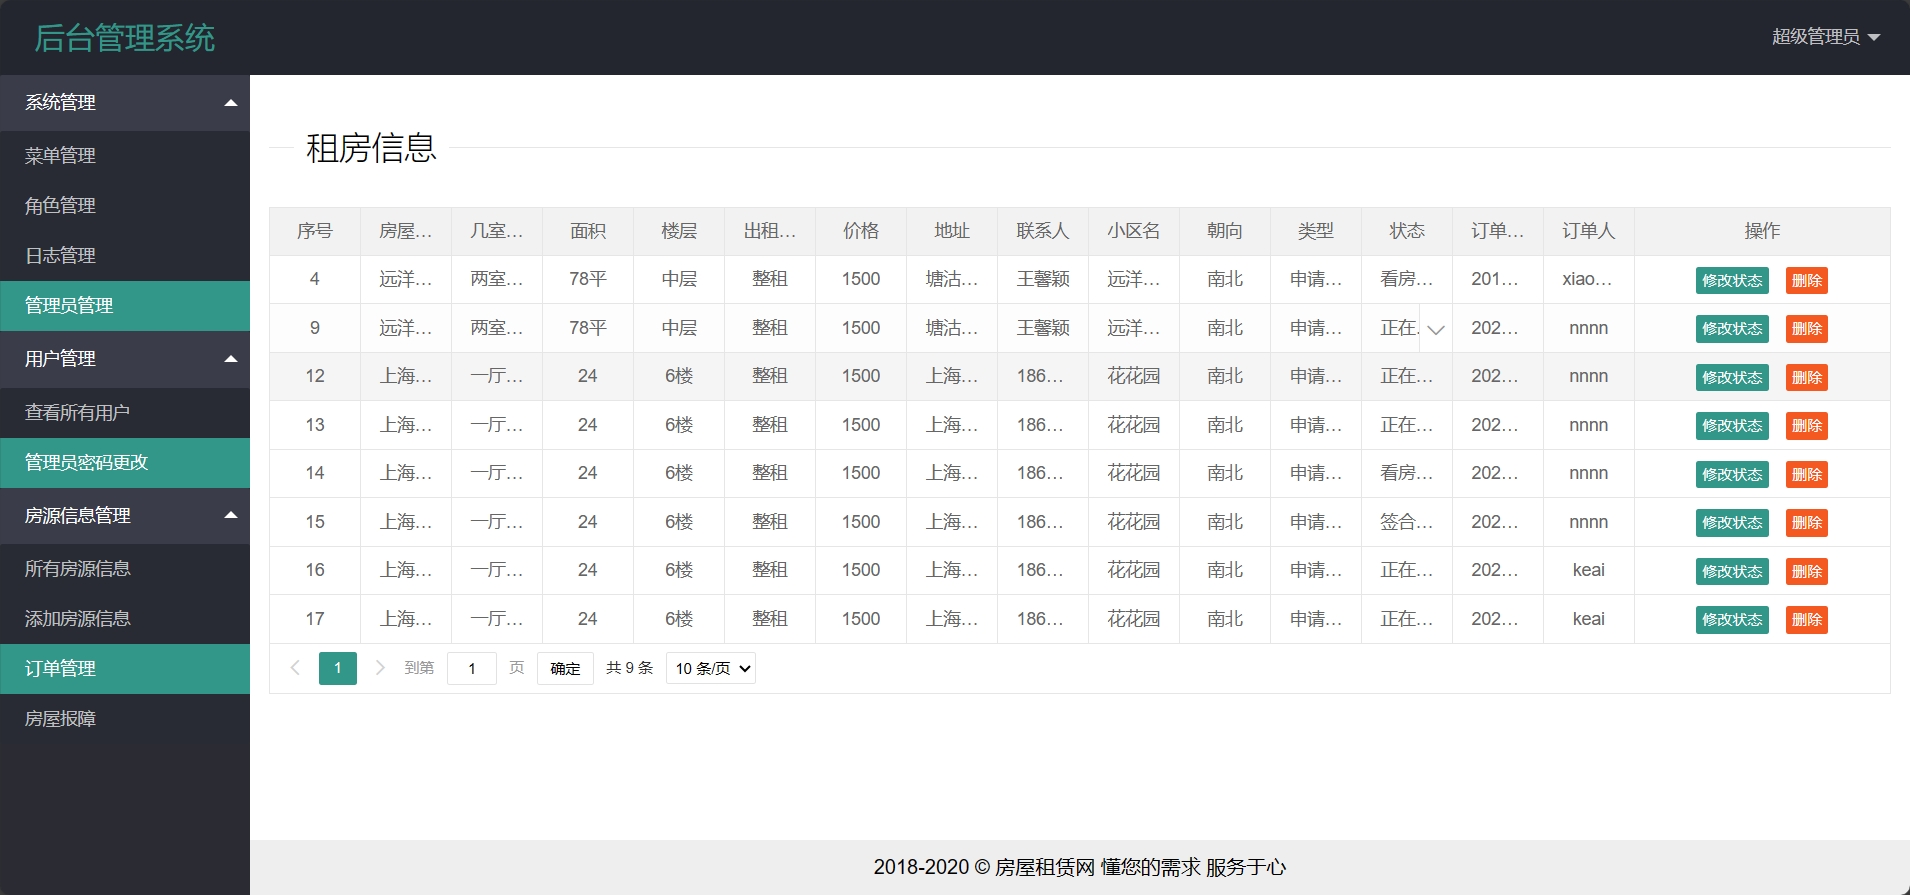 后台管理系统
超级管理员
系统管理
菜单管理
角色管理
日志管理
管理员管理
用户管理
查看所有用户
管理员密码更改
房源信息管理
所有房源信息
添加房源信息
订单管理
房屋报障
租房信息
序号 房屋... 几室... 面积 楼层 出租... 价格 地址 联系人 小区名 朝向 类型 状态 订单... 订单人 操作
4 远洋... 两室... 78平 中层 整租 1500 塘沽... 王馨颖 远洋... 南北 申请... 看房... 201... xiao... 修改状态 删除
9 远洋... 两室... 78平 中层 整租 1500 塘沽... 王馨颖 远洋... 南北 申请... 正在. 202... nnnn 修改状态 删除
12 上海... 一厅... 24 6楼 整租 1500 上海... 186... 花花园 南北 申请... 正在... 202... nnnn 修改状态 删除
13 上海... 一厅... 24 6楼 整租 1500 上海... 186... 花花园 南北 申请... 正在... 202... nnnn 修改状态 删除
14 上海... 一厅... 24 6楼 整租 1500 上海... 186... 花花园 南北 申请... 看房... 202... nnnn 修改状态 删除
15 上海... 一厅... 24 6楼 整租 1500 上海... 186... 花花园 南北 申请... 签合... 202... nnnn 修改状态 删除
16 上海... 一厅... 24 6楼 整租 1500 上海... 186... 花花园 南北 申请... 正在... 202... keai 修改状态 删除
17 上海... 一厅... 24 6楼 整租 1500 上海... 186... 花花园 南北 申请... 正在... 202... keai 修改状态 删除
1 到第 1 页 确定 共 9 条 10 条/页
2018-2020 © 房屋租赁网 懂您的需求 服务于心